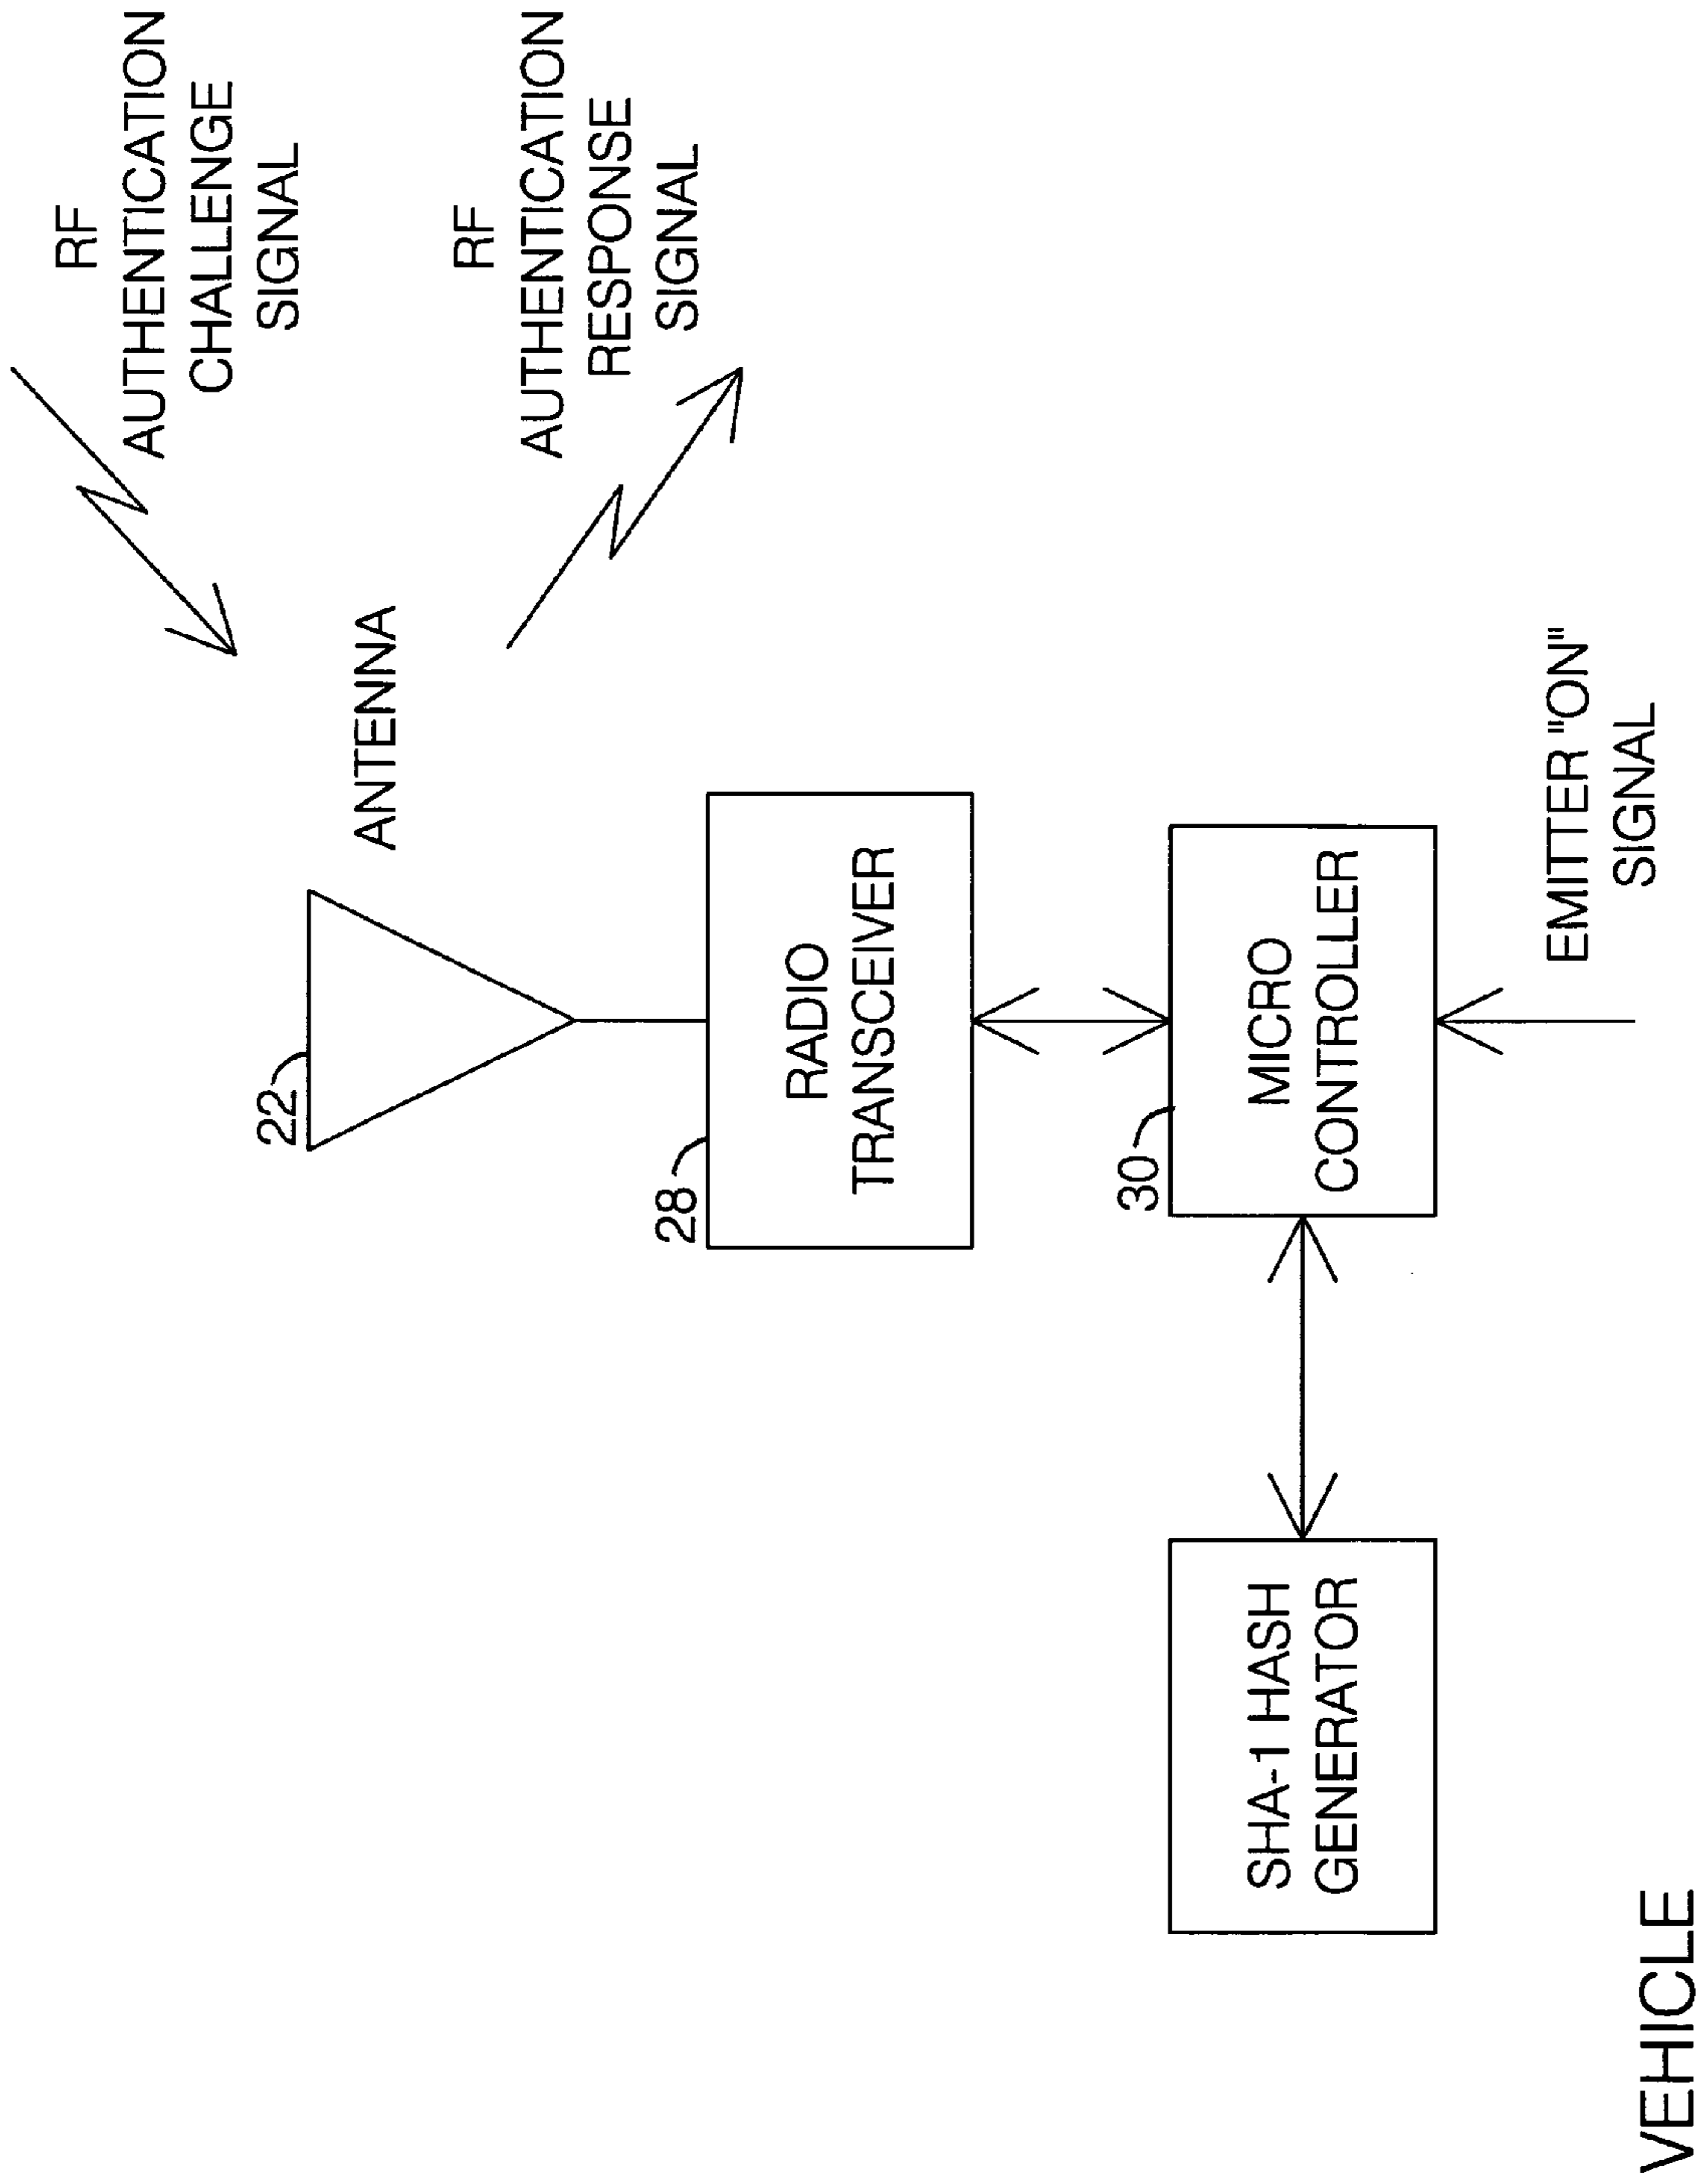 RF
AUTHENTICATION
CHALLENGE
SIGNAL
RF
AUTHENTICATION
RESPONSE
SIGNAL
22
ANTENNA
28
RADIO
TRANSCEIVER
30
MICRO
CONTROLLER
SHA-1 HASH
GENERATOR
EMITTER "ON"
SIGNAL
VEHICLE